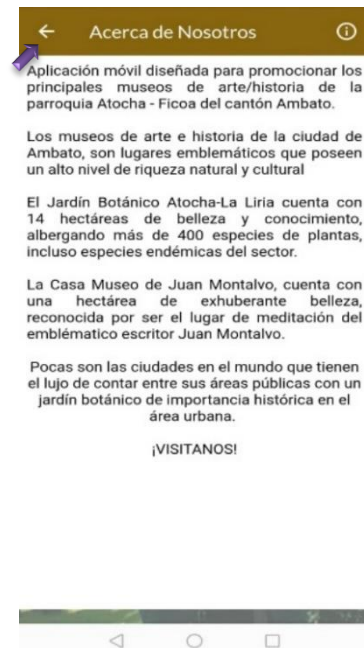 Acerca de Nosotros
Aplicación móvil diseñada para promocionar los
principales museos de arte/historia de la
parroquia Atocha - Ficoa del cantón Ambato.
Los museos de arte e historia de la ciudad de
Ambato, son lugares emblemáticos que poseen
un alto nivel de riqueza natural y cultural
El Jardín Botánico Atocha-La Liria cuenta con
14 hectáreas de belleza y conocimiento,
albergando más de 400 especies de plantas,
incluso especies endémicas del sector.
La Casa Museo de Juan Montalvo, cuenta con
una hectárea de exhuberante belleza,
reconocida por ser el lugar de meditación del
emblématico escritor Juan Montalvo.
Pocas son las ciudades en el mundo que tienen
el lujo de contar entre sus áreas públicas con un
jardín botánico de importancia histórica en el
área urbana.
¡VISITANOS!